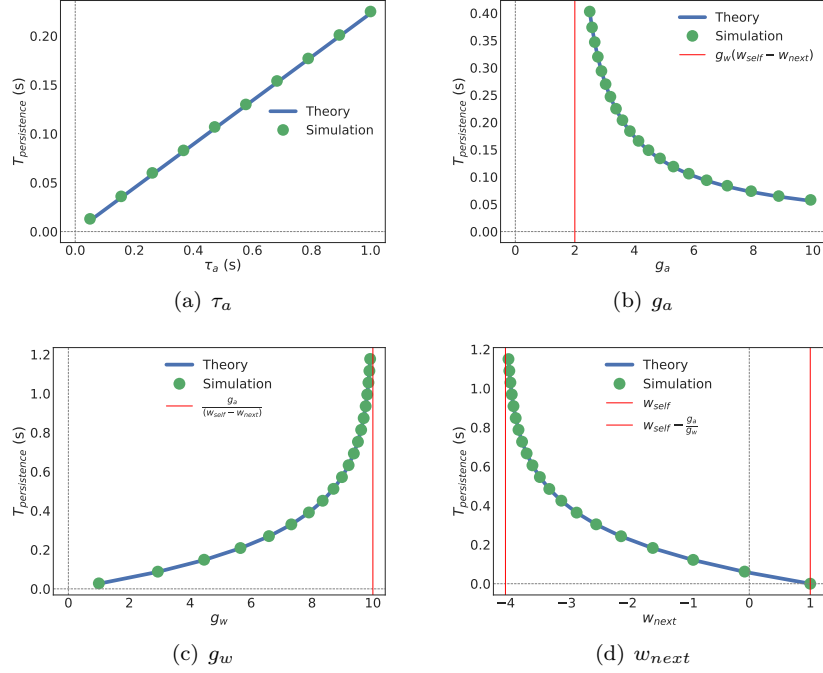 0.20
0.15
0.10
0.05
0.00
T_persistence (s)
Theory
Simulation
0.0 0.2 0.4 0.6 0.8 1.0
τ_a (s)
(a) τ_a
0.40
0.35
0.30
0.25
0.20
0.15
0.10
0.05
0.00
T_persistence (s)
Theory
Simulation
g_w(w_self − w_next)
0 2 4 6 8 10
g_a
(b) g_a
1.2
1.0
0.8
0.6
0.4
0.2
0.0
T_persistence (s)
Theory
Simulation
g_a
(w_self − w_next)
0 2 4 6 8 10
g_w
(c) g_w
1.2
1.0
0.8
0.6
0.4
0.2
0.0
T_persistence (s)
Theory
Simulation
w_self
w_self − g_a/g_w
−4 −3 −2 −1 0 1
w_next
(d) w_next